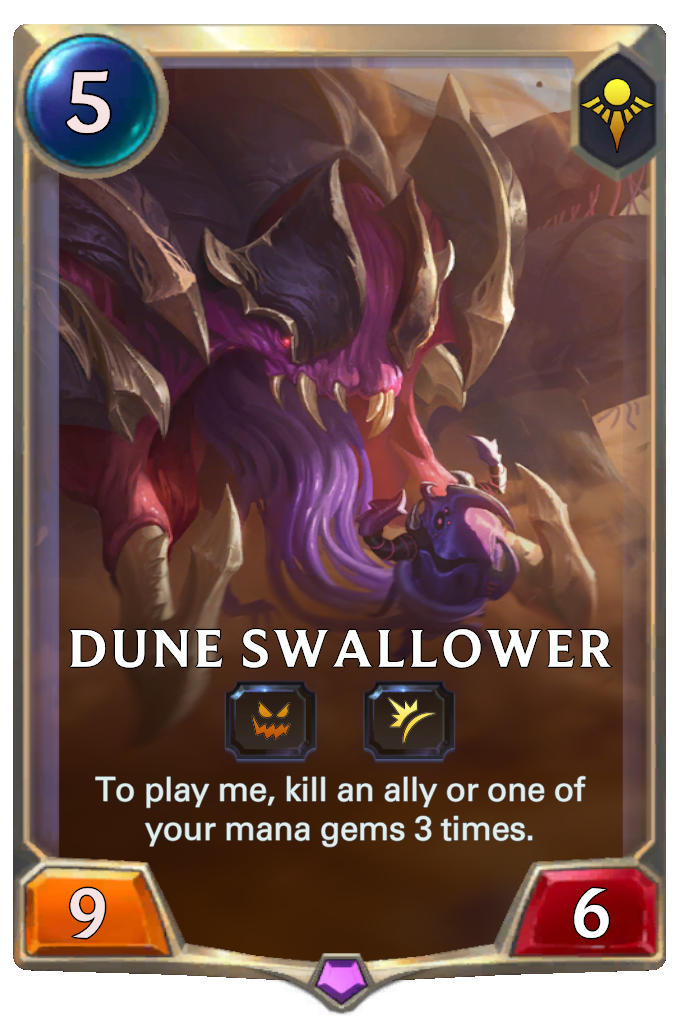 5
DUNE SWALLOWER
To play me, kill an ally or one of
your mana gems 3 times.
9
6